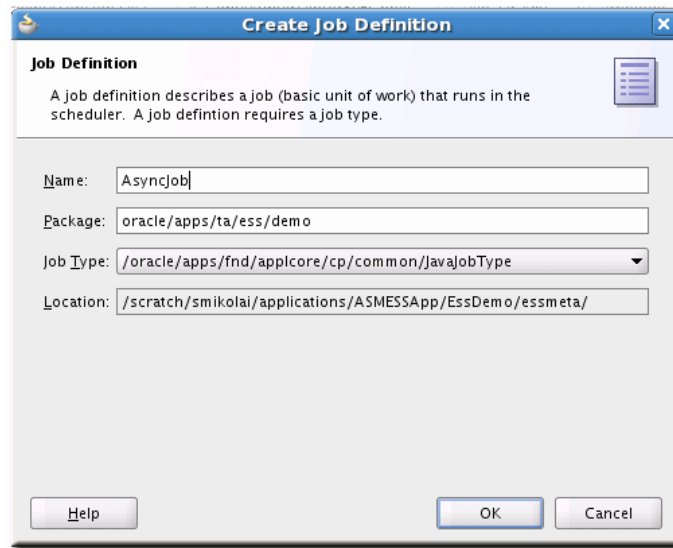 Create Job Definition
Job Definition
A job definition describes a job (basic unit of work) that runs in the
scheduler. A job defintion requires a job type.
Name: AsyncJob
Package: oracle/apps/ta/ess/demo
Job Type: /oracle/apps/fnd/applcore/cp/common/JavaJobType
Location: /scratch/smikolai/applications/ASMESSApp/EssDemo/essmeta/
Help OK Cancel